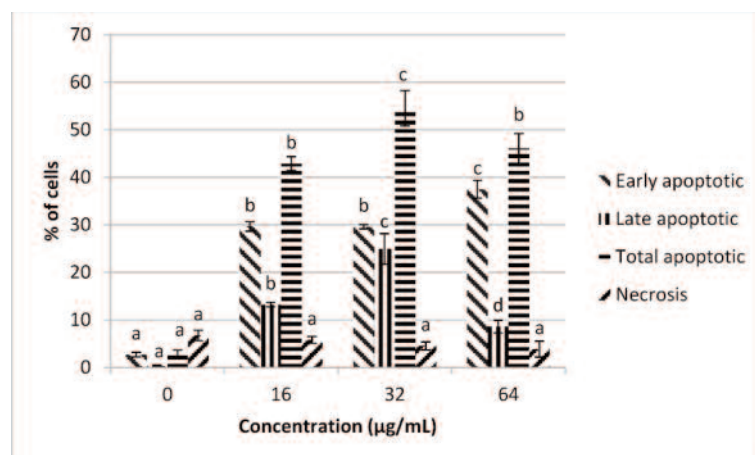 70
60
50
40
30
20
10
0
% of cells
a a a a
b b b b
b c c a
c d b a
0 16 32 64
Concentration (µg/mL)
Early apoptotic
Late apoptotic
Total apoptotic
Necrosis